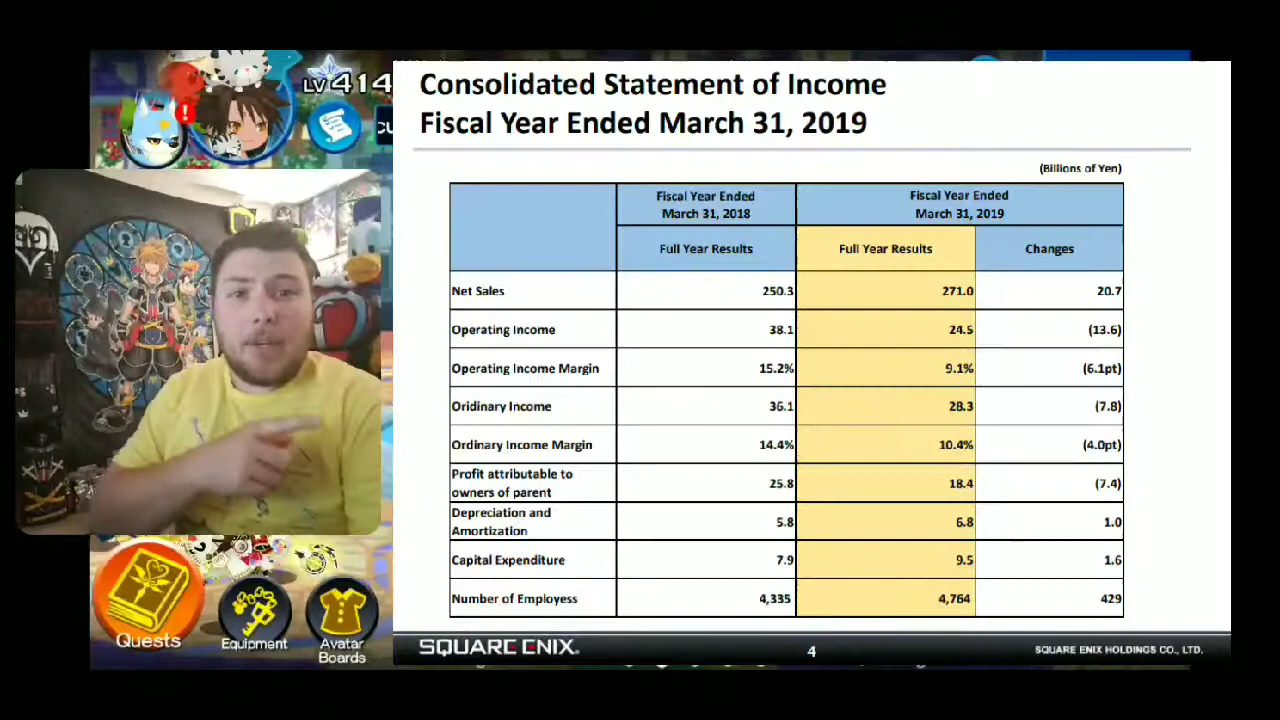 LV 414
CU
Consolidated Statement of Income
Fiscal Year Ended March 31, 2019
(Billions of Yen)
Fiscal Year Ended March 31, 2018
Fiscal Year Ended March 31, 2019
Full Year Results
Full Year Results
Changes
Net Sales 250.3 271.0 20.7
Operating Income 38.1 24.5 (13.6)
Operating Income Margin 15.2% 9.1% (6.1pt)
Oridinary Income 36.1 28.3 (7.8)
Ordinary Income Margin 14.4% 10.4% (4.0pt)
Profit attributable to owners of parent 25.8 18.4 (7.4)
Depreciation and Amortization 5.8 6.8 1.0
Capital Expenditure 7.9 9.5 1.6
Number of Employess 4,335 4,764 429
Quests
Equipment
Avatar Boards
SQUARE ENIX.
4
SQUARE ENIX HOLDINGS CO., LTD.